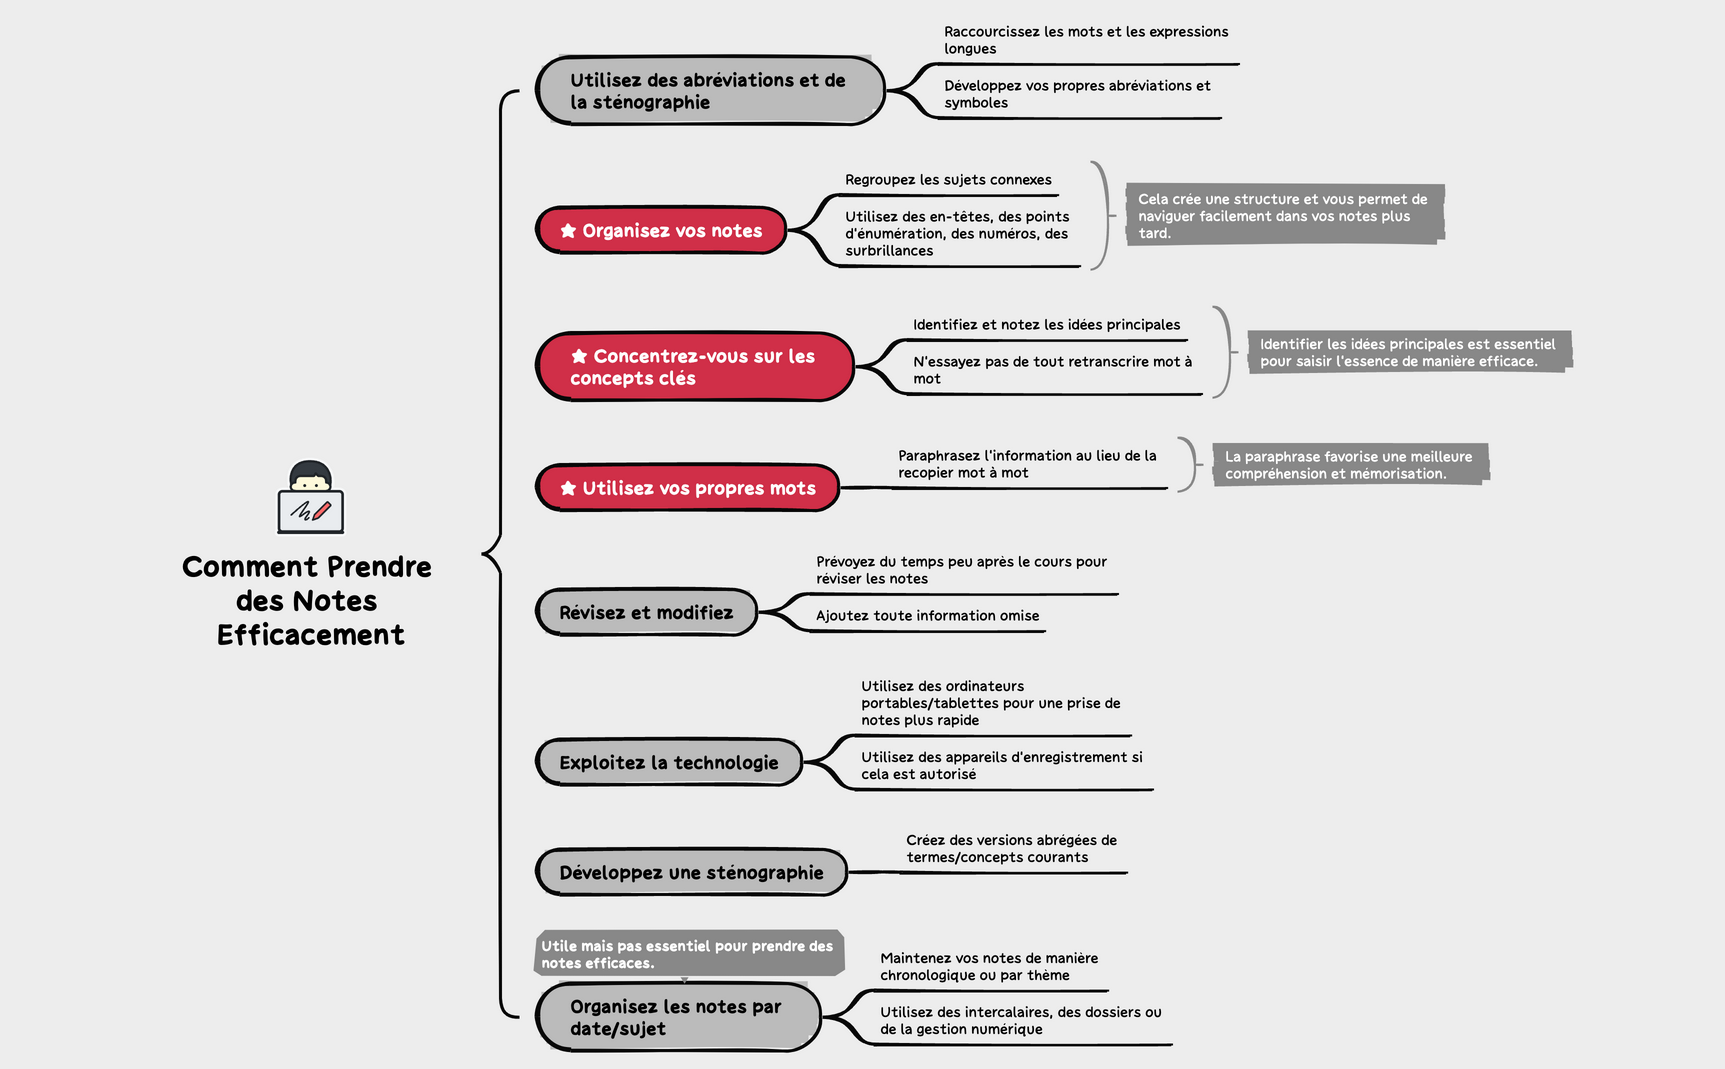 Comment Prendre
des Notes
Efficacement
Utilisez des abréviations et de
la sténographie
Raccourcissez les mots et les expressions
longues
Développez vos propres abréviations et
symboles
Organisez vos notes
Regroupez les sujets connexes
Utilisez des en-têtes, des points
d'énumération, des numéros, des
surbrillances
Cela crée une structure et vous permet de
naviguer facilement dans vos notes plus
tard.
Concentrez-vous sur les
concepts clés
Identifiez et notez les idées principales
N'essayez pas de tout retranscrire mot à
mot
Identifier les idées principales est essentiel
pour saisir l'essence de manière efficace.
Utilisez vos propres mots
Paraphrasez l'information au lieu de la
recopier mot à mot
La paraphrase favorise une meilleure
compréhension et mémorisation.
Révisez et modifiez
Prévoyez du temps peu après le cours pour
réviser les notes
Ajoutez toute information omise
Exploitez la technologie
Utilisez des ordinateurs
portables/tablettes pour une prise de
notes plus rapide
Utilisez des appareils d'enregistrement si
cela est autorisé
Développez une sténographie
Créez des versions abrégées de
termes/concepts courants
Utile mais pas essentiel pour prendre des
notes efficaces.
Organisez les notes par
date/sujet
Maintenez vos notes de manière
chronologique ou par thème
Utilisez des intercalaires, des dossiers ou
de la gestion numérique